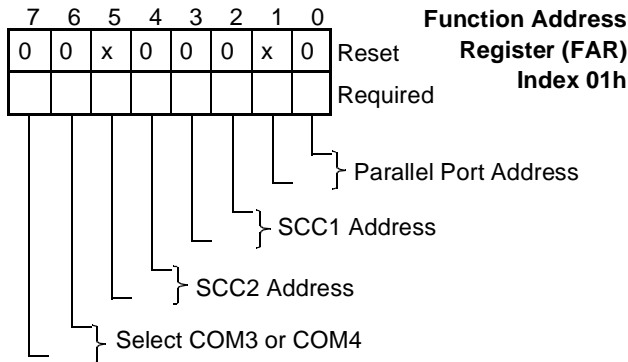 7 6 5 4 3 2 1 0
Function Address
Register (FAR)
Index 01h
0 0 x 0 0 0 x 0 Reset
Required
Parallel Port Address
SCC1 Address
SCC2 Address
Select COM3 or COM4